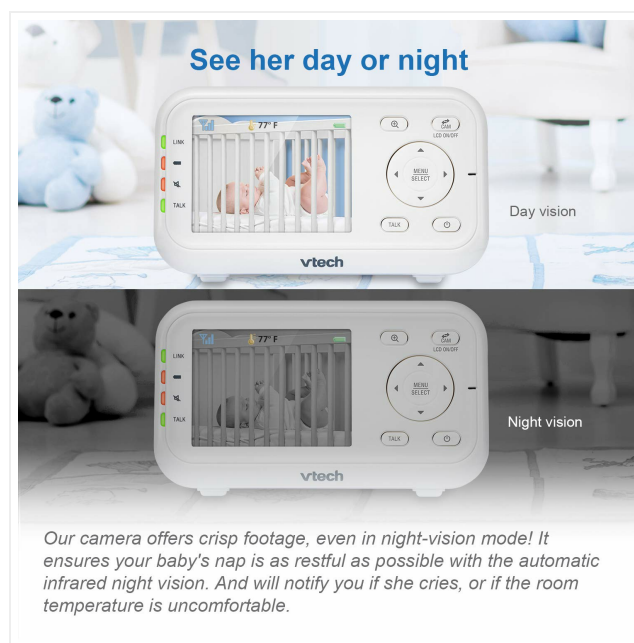 See her day or night
77° F
LINK
CAM
LCD ON/OFF
MENU
SELECT
TALK
TALK
vtech
Day vision
77° F
LINK
CAM
LCD ON/OFF
MENU
SELECT
TALK
TALK
vtech
Night vision
Our camera offers crisp footage, even in night-vision mode! It
ensures your baby's nap is as restful as possible with the automatic
infrared night vision. And will notify you if she cries, or if the room
temperature is uncomfortable.